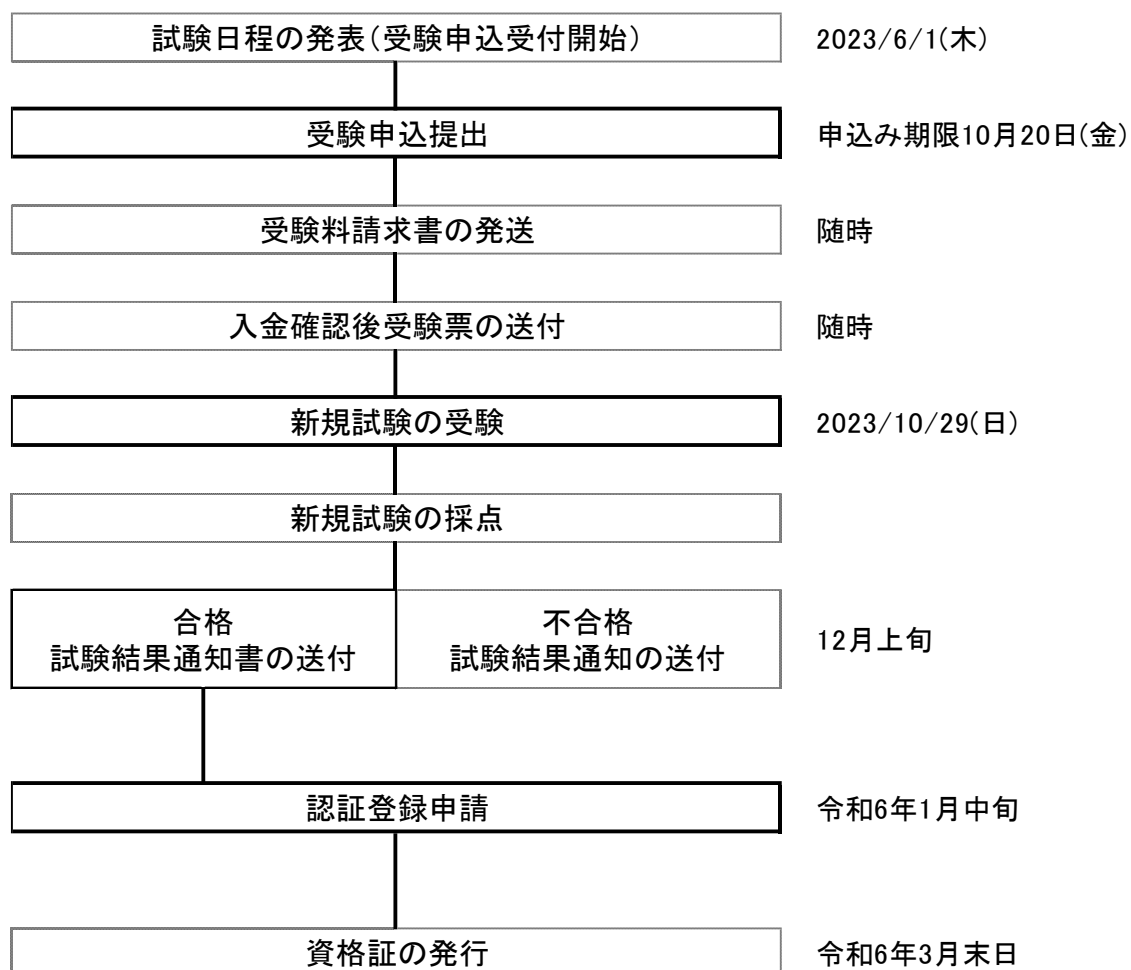 試験日程の発表(受験申込受付開始)
2023/6/1(木)
受験申込提出
申込み期限10月20日(金)
受験料請求書の発送
随時
入金確認後受験票の送付
随時
新規試験の受験
2023/10/29(日)
新規試験の採点
合格
試験結果通知書の送付
不合格
試験結果通知の送付
12月上旬
認証登録申請
令和6年1月中旬
資格証の発行
令和6年3月末日